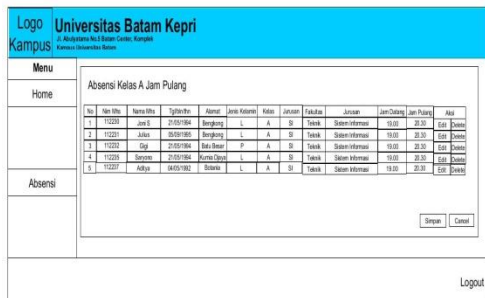 Logo Kampus
Universitas Batam Kepri
Jl. Abulyatama No.5 Batam Center, Komplek
Kampus Universitas Batam
Menu
Home
Absensi
Absensi Kelas A Jam Pulang
No Nim Mhs Nama Mhs Tgl/bln/thn Alamat Jenis Kelamin Kelas Jurusan Fakultas Jurusan Jam Datang Jam Pulang Aksi
1 112230 Joni S 21/05/1994 Bengkong L A SI Teknik Sistem Informasi 19.00 20.30 Edit Delete
2 112231 Julius 05/09/1995 Bengkong L A SI Teknik Sistem Informasi 19.00 20.30 Edit Delete
3 112232 Gigi 21/05/1994 Batu Besar P A SI Teknik Sistem Informasi 19.00 20.30 Edit Delete
4 112235 Saryono 21/05/1994 L A SI Teknik Sistem Informasi 19.00 20.30 Edit Delete
5 112237 Aditya 04/05/1992 Botania L A SI Teknik Sistem Informasi 19.00 20.30 Edit Delete
Simpan Cancel
Logout